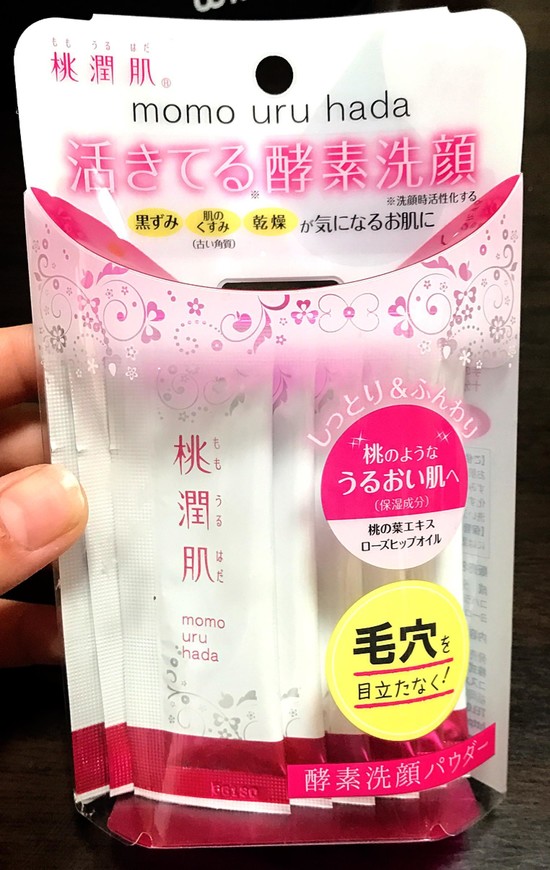 もも うる はだ
桃潤肌®
momo uru hada
活きてる※酵素洗顔
※洗顔時活性化する
黒ずみ 肌のくすみ 乾燥 が気になるお肌に
(古い角質)
しっとり&ふんわり
桃のような
うるおい肌へ
(保湿成分)
桃の葉エキス
ローズヒップオイル
毛穴を
目立たなく!
酵素洗顔パウダー
桃潤肌
もも うる はだ
momo
uru
hada